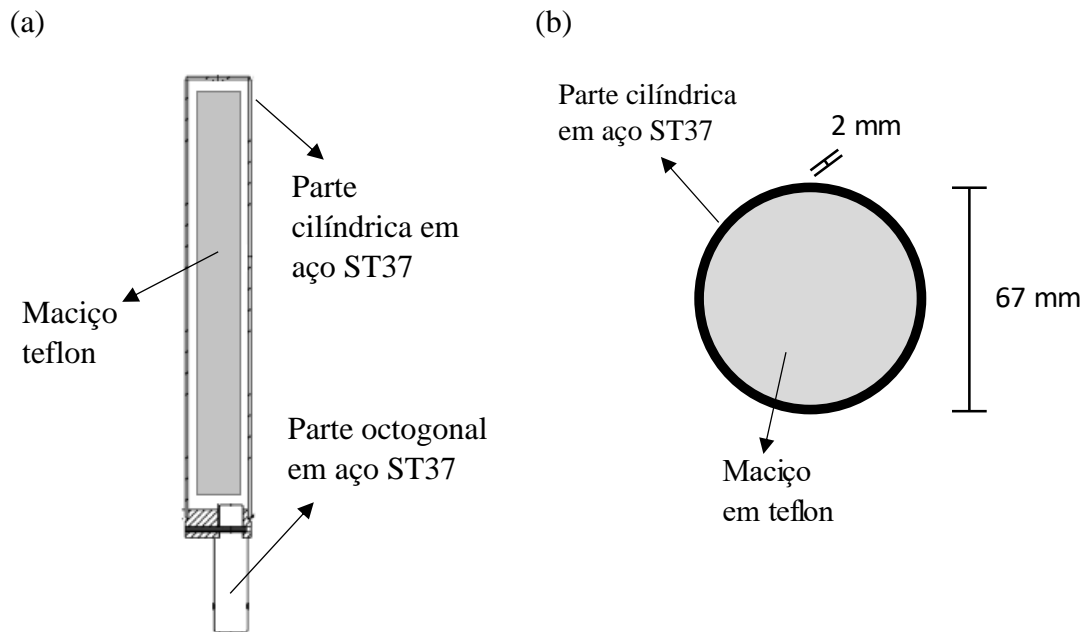 (a)
Parte
cilíndrica em
aço ST37
Maciço
teflon
Parte octogonal
em aço ST37
(b)
Parte cilíndrica
em aço ST37
2 mm
67 mm
Maciço
em teflon